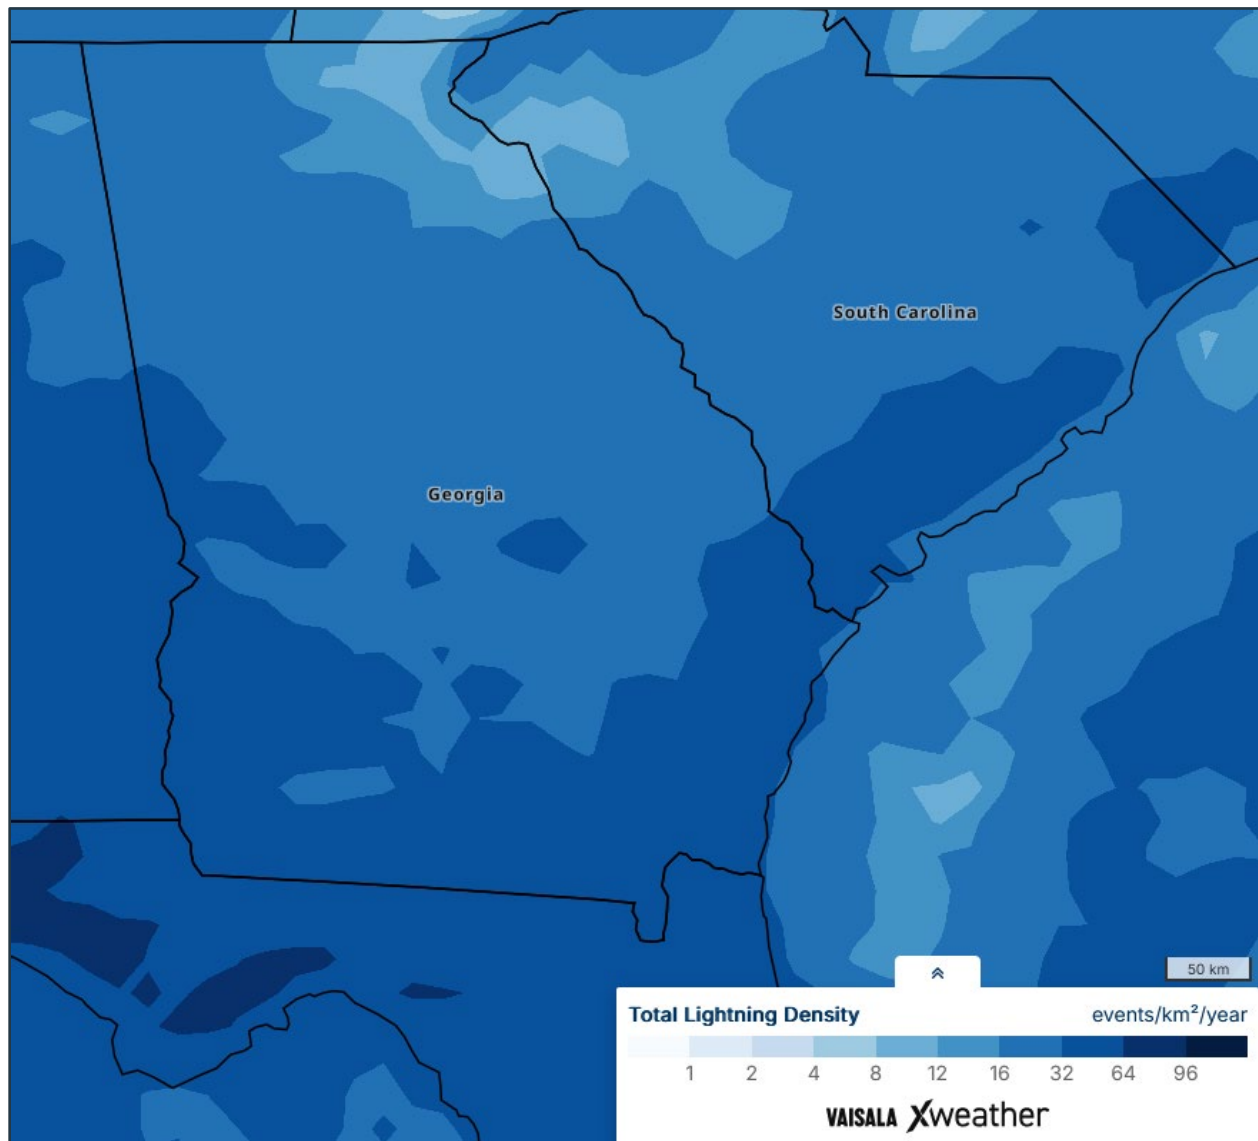 South Carolina
Georgia
50 km
Total Lightning Density events/km²/year
1 2 4 8 12 16 32 64 96
VAISALA Xweather